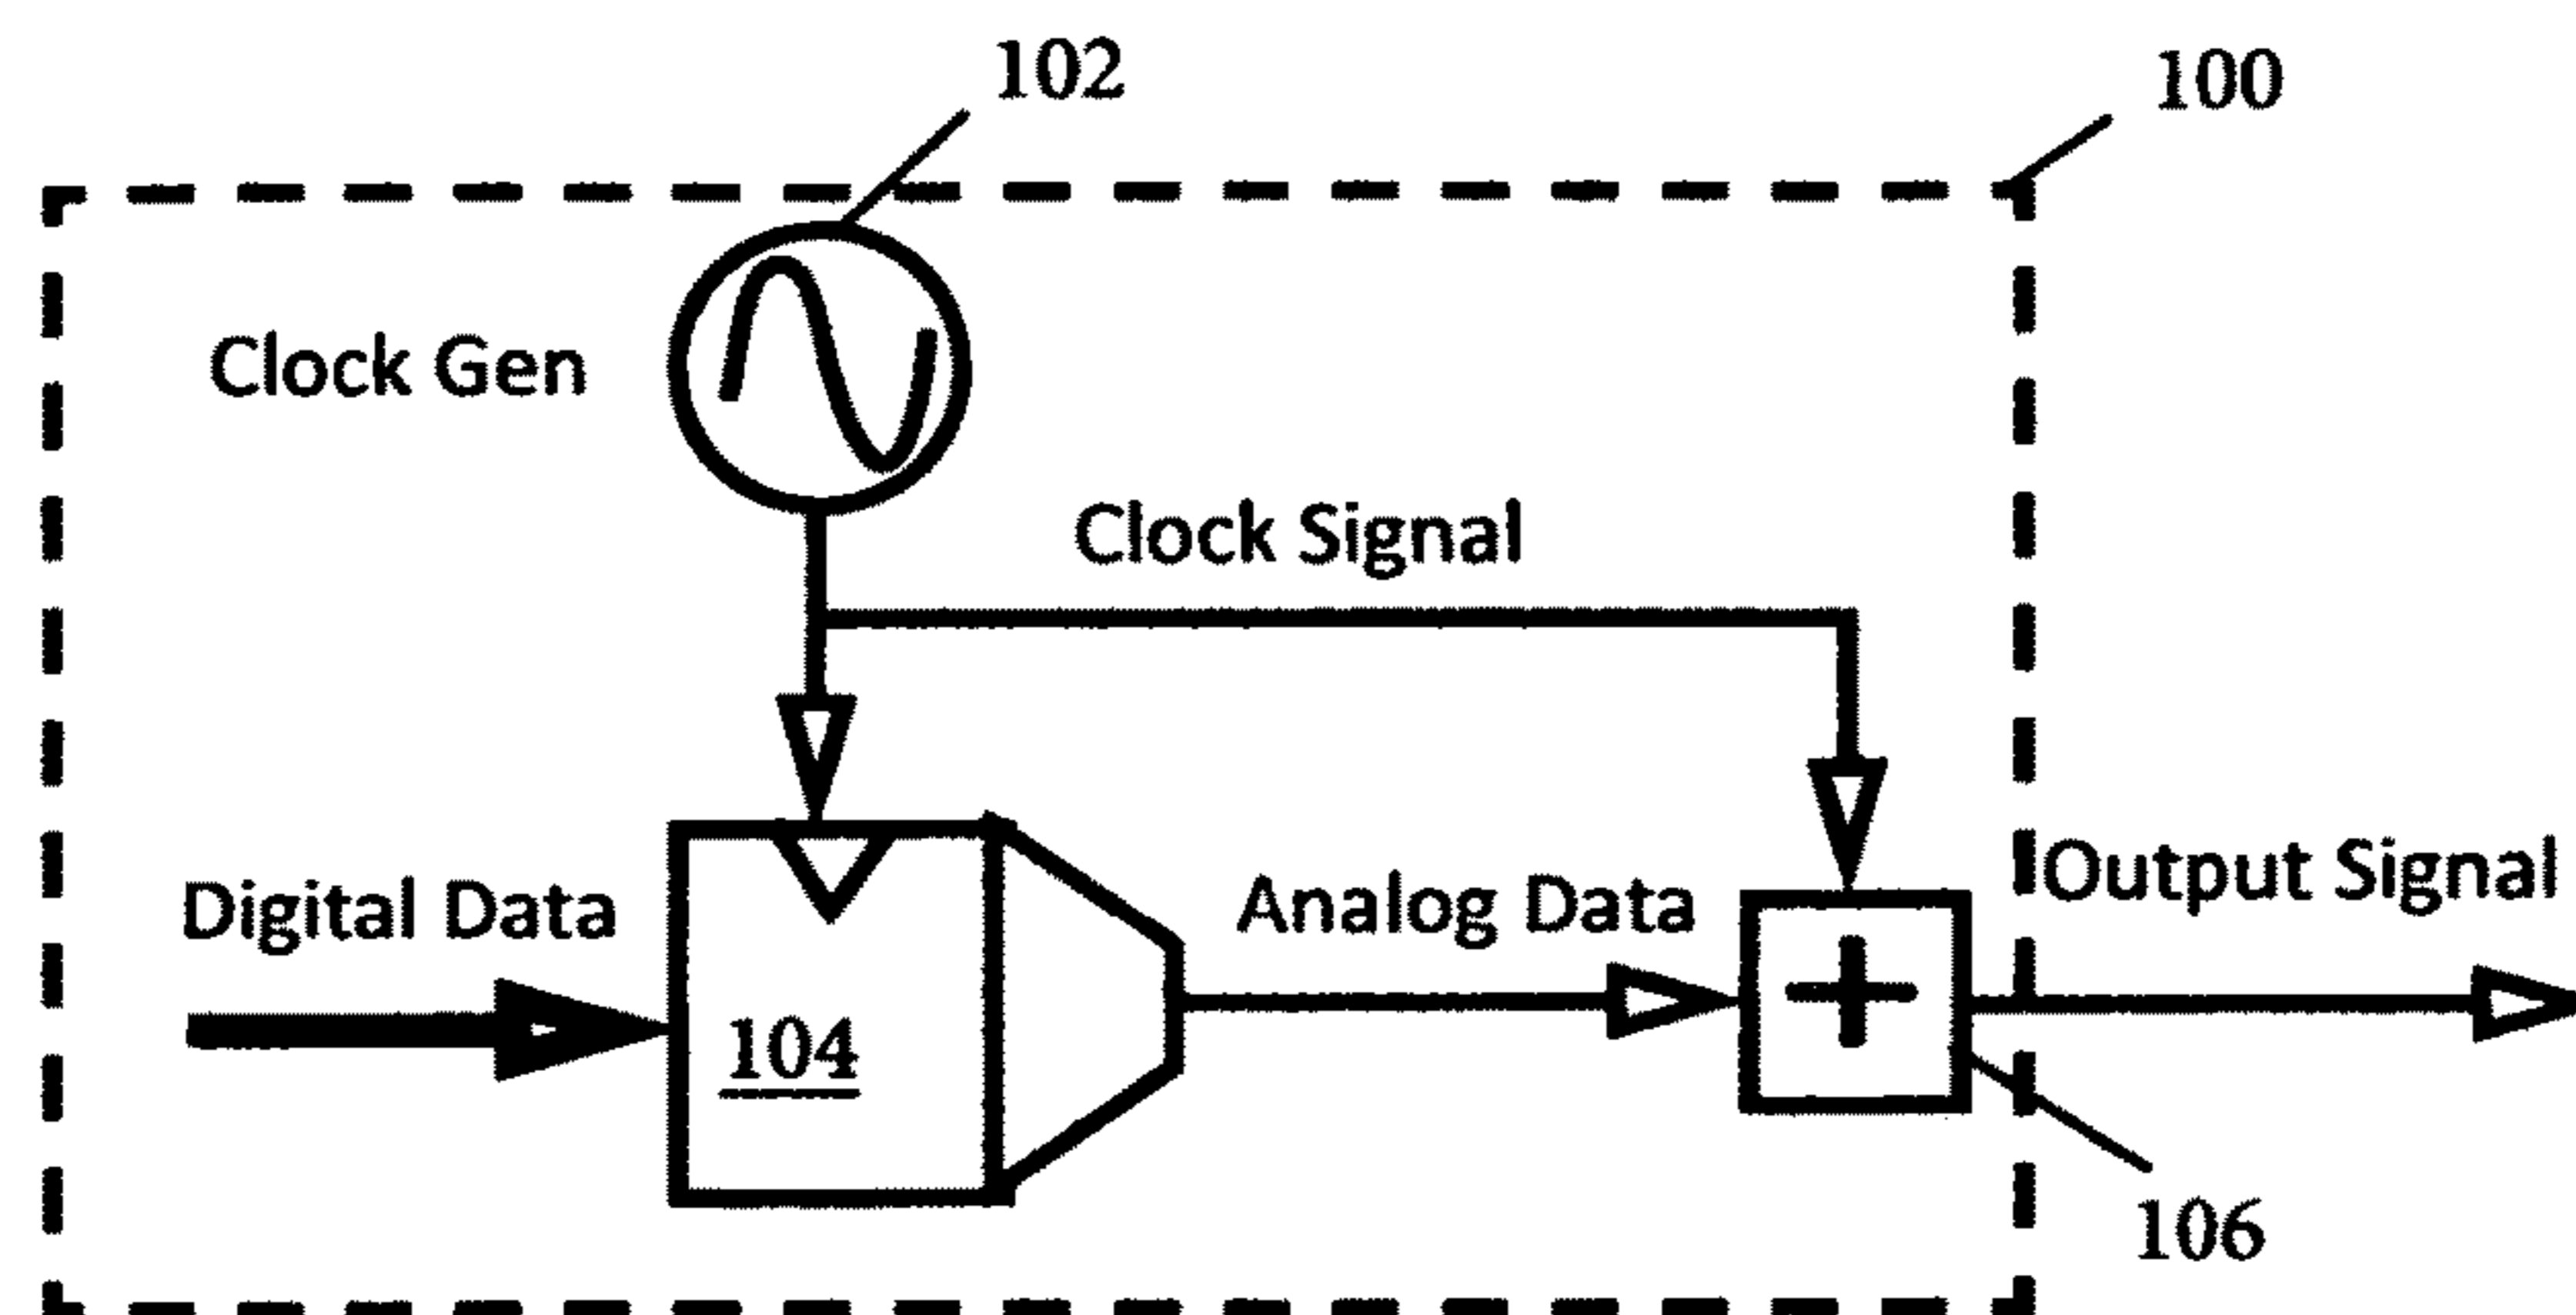 102
100
Clock Gen
Clock Signal
Digital Data
Analog Data
Output Signal
104
106